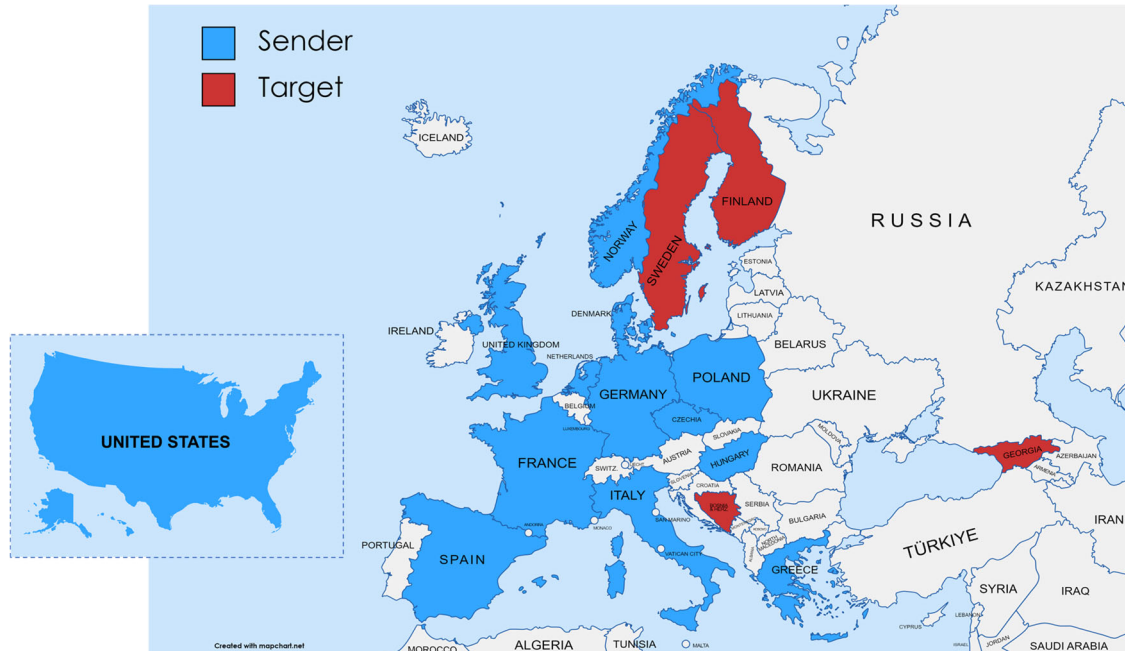 Sender
Target
ICELAND
FINLAND
NORWAY
SWEDEN
RUSSIA
ESTONIA
LATVIA
LITHUANIA
KAZAKHSTAN
DENMARK
IRELAND
UNITED KINGDOM
BELARUS
NETHERLANDS
POLAND
GERMANY
BELGIUM
UKRAINE
LUXEMBOURG
CZECHIA
SLOVAKIA
MOLDOVA
UNITED STATES
FRANCE
AUSTRIA
HUNGARY
SWITZ.
LIECHT.
SLOVENIA
ROMANIA
GEORGIA
AZERBAIJAN
ARMENIA
CROATIA
ITALY
SERBIA
SAN MARINO
BULGARIA
ANDORRA
MONACO
NORTH
MACEDONIA
PORTUGAL
SPAIN
VATICAN CITY
GREECE
TÜRKIYE
IRAN
SYRIA
IRAQ
CYPRUS
LEBANON
ISRAEL
JORDAN
MALTA
MOROCCO
ALGERIA
TUNISIA
SAUDI ARABIA
Created with mapchart.net